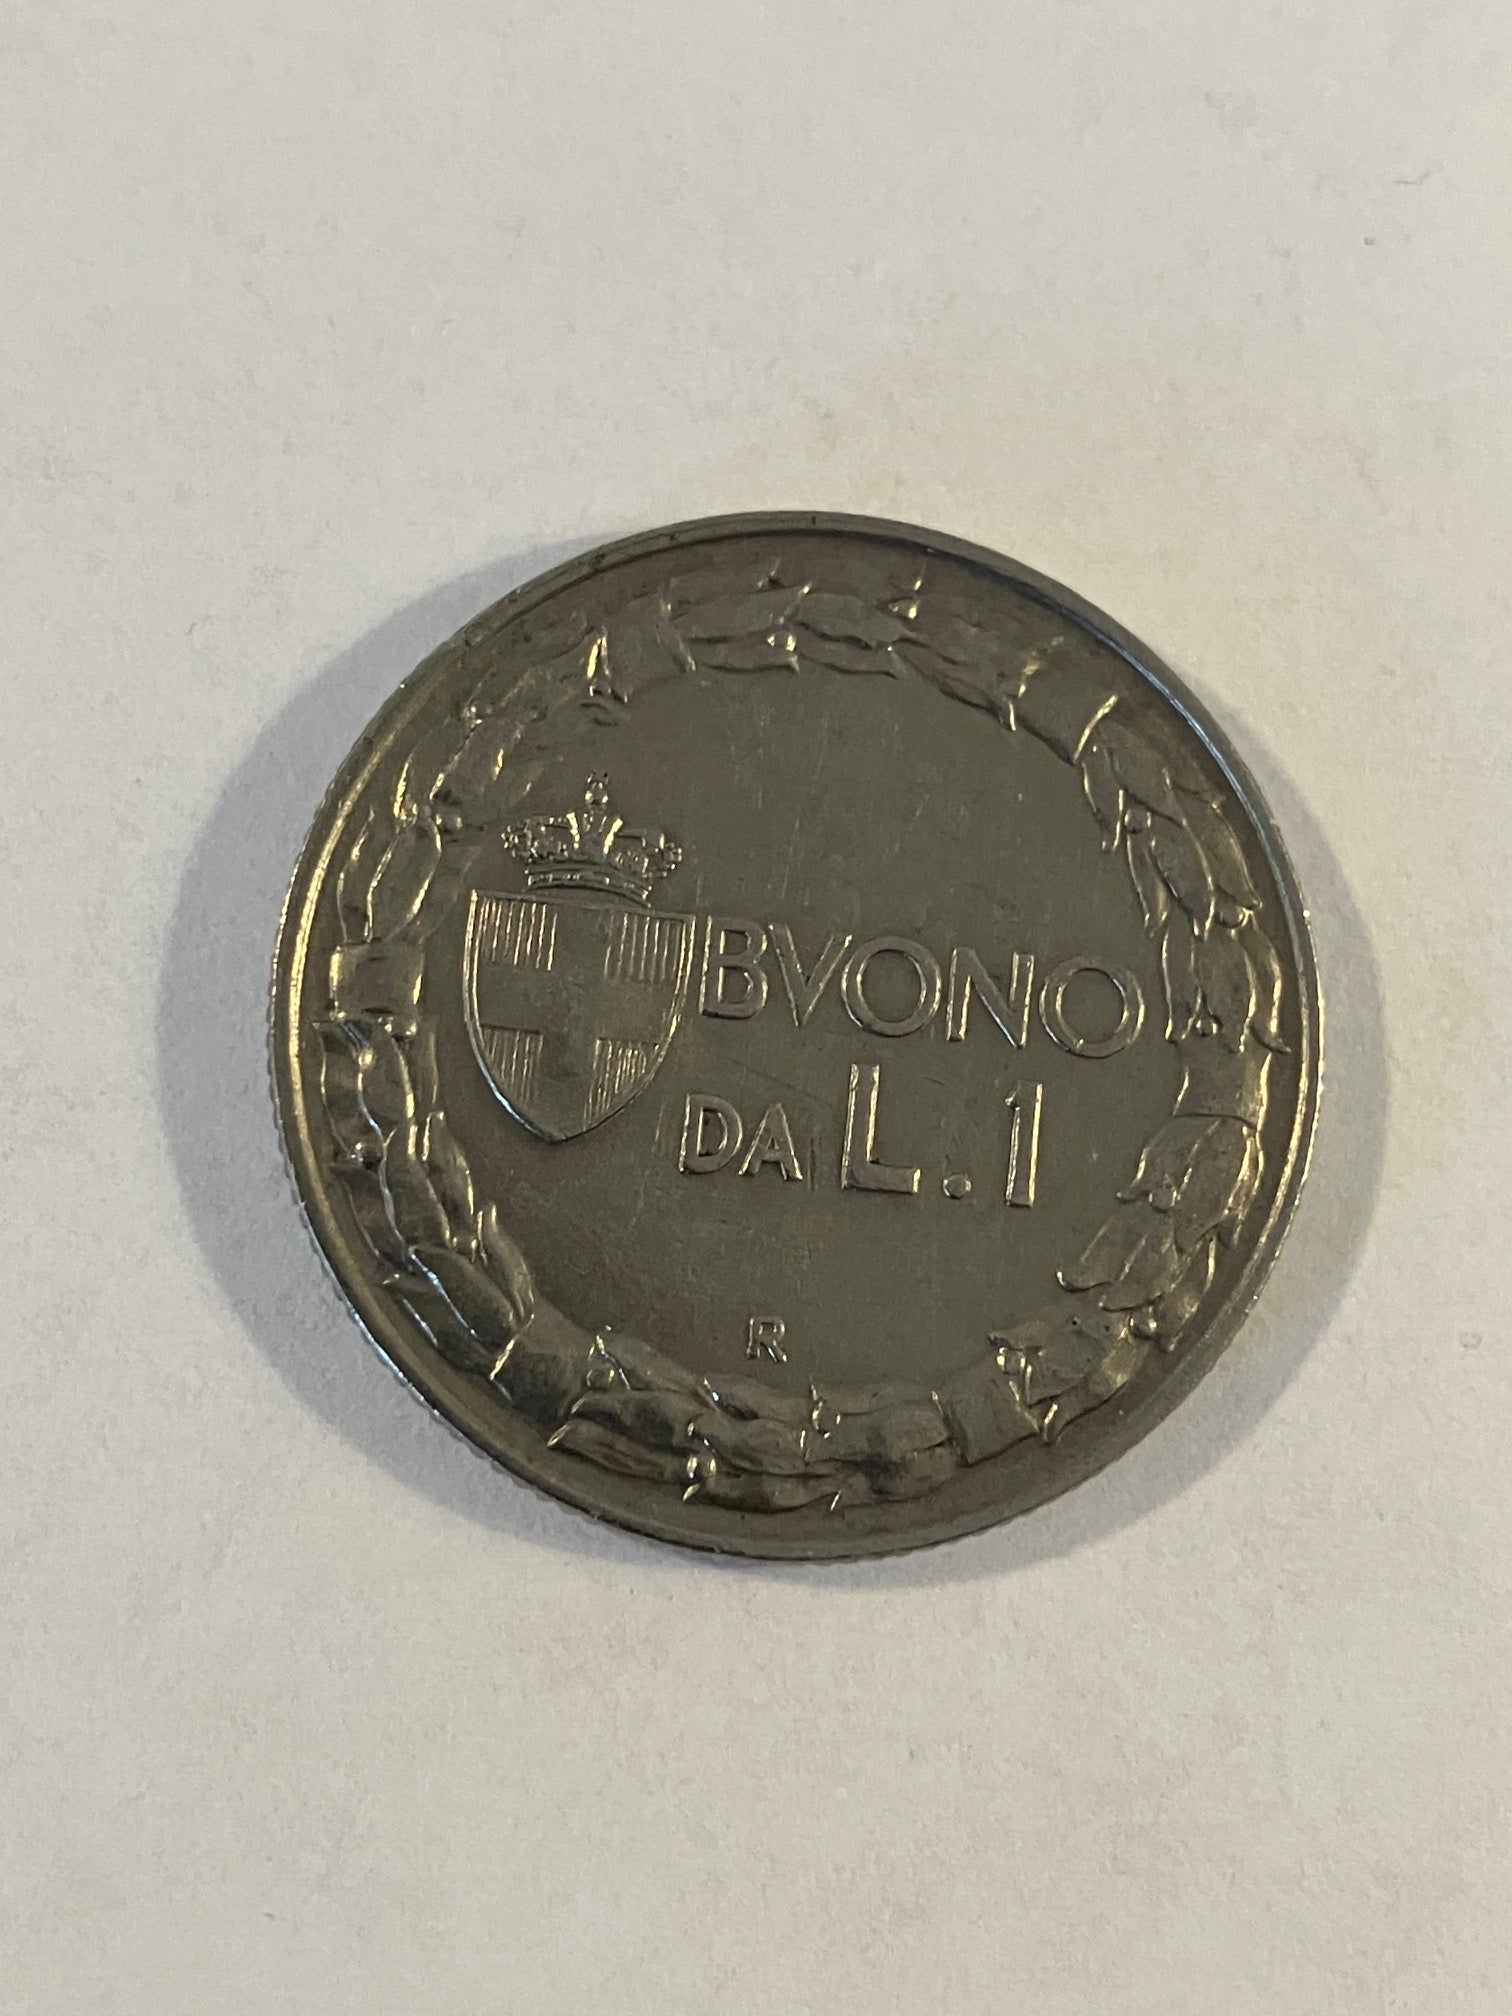 BVONO
DA L. 1
R